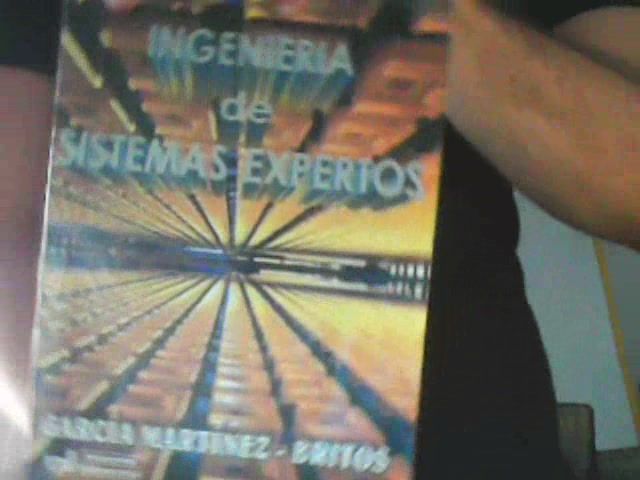 INGENIERIA
de
SISTEMAS EXPERTOS
GARCIA MARTINEZ - BRITOS